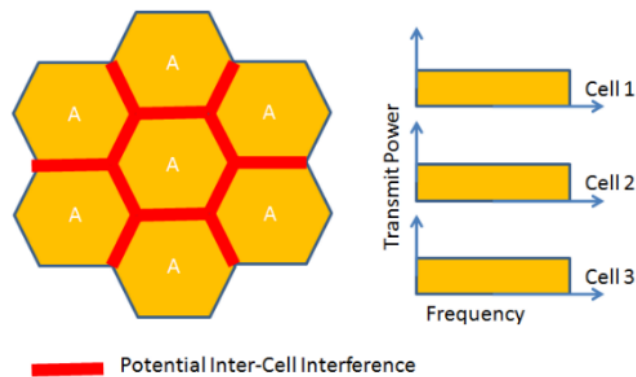 A
A
A
A
A
A
A
Transmit Power
Cell 1
Cell 2
Cell 3
Frequency
Potential Inter-Cell Interference